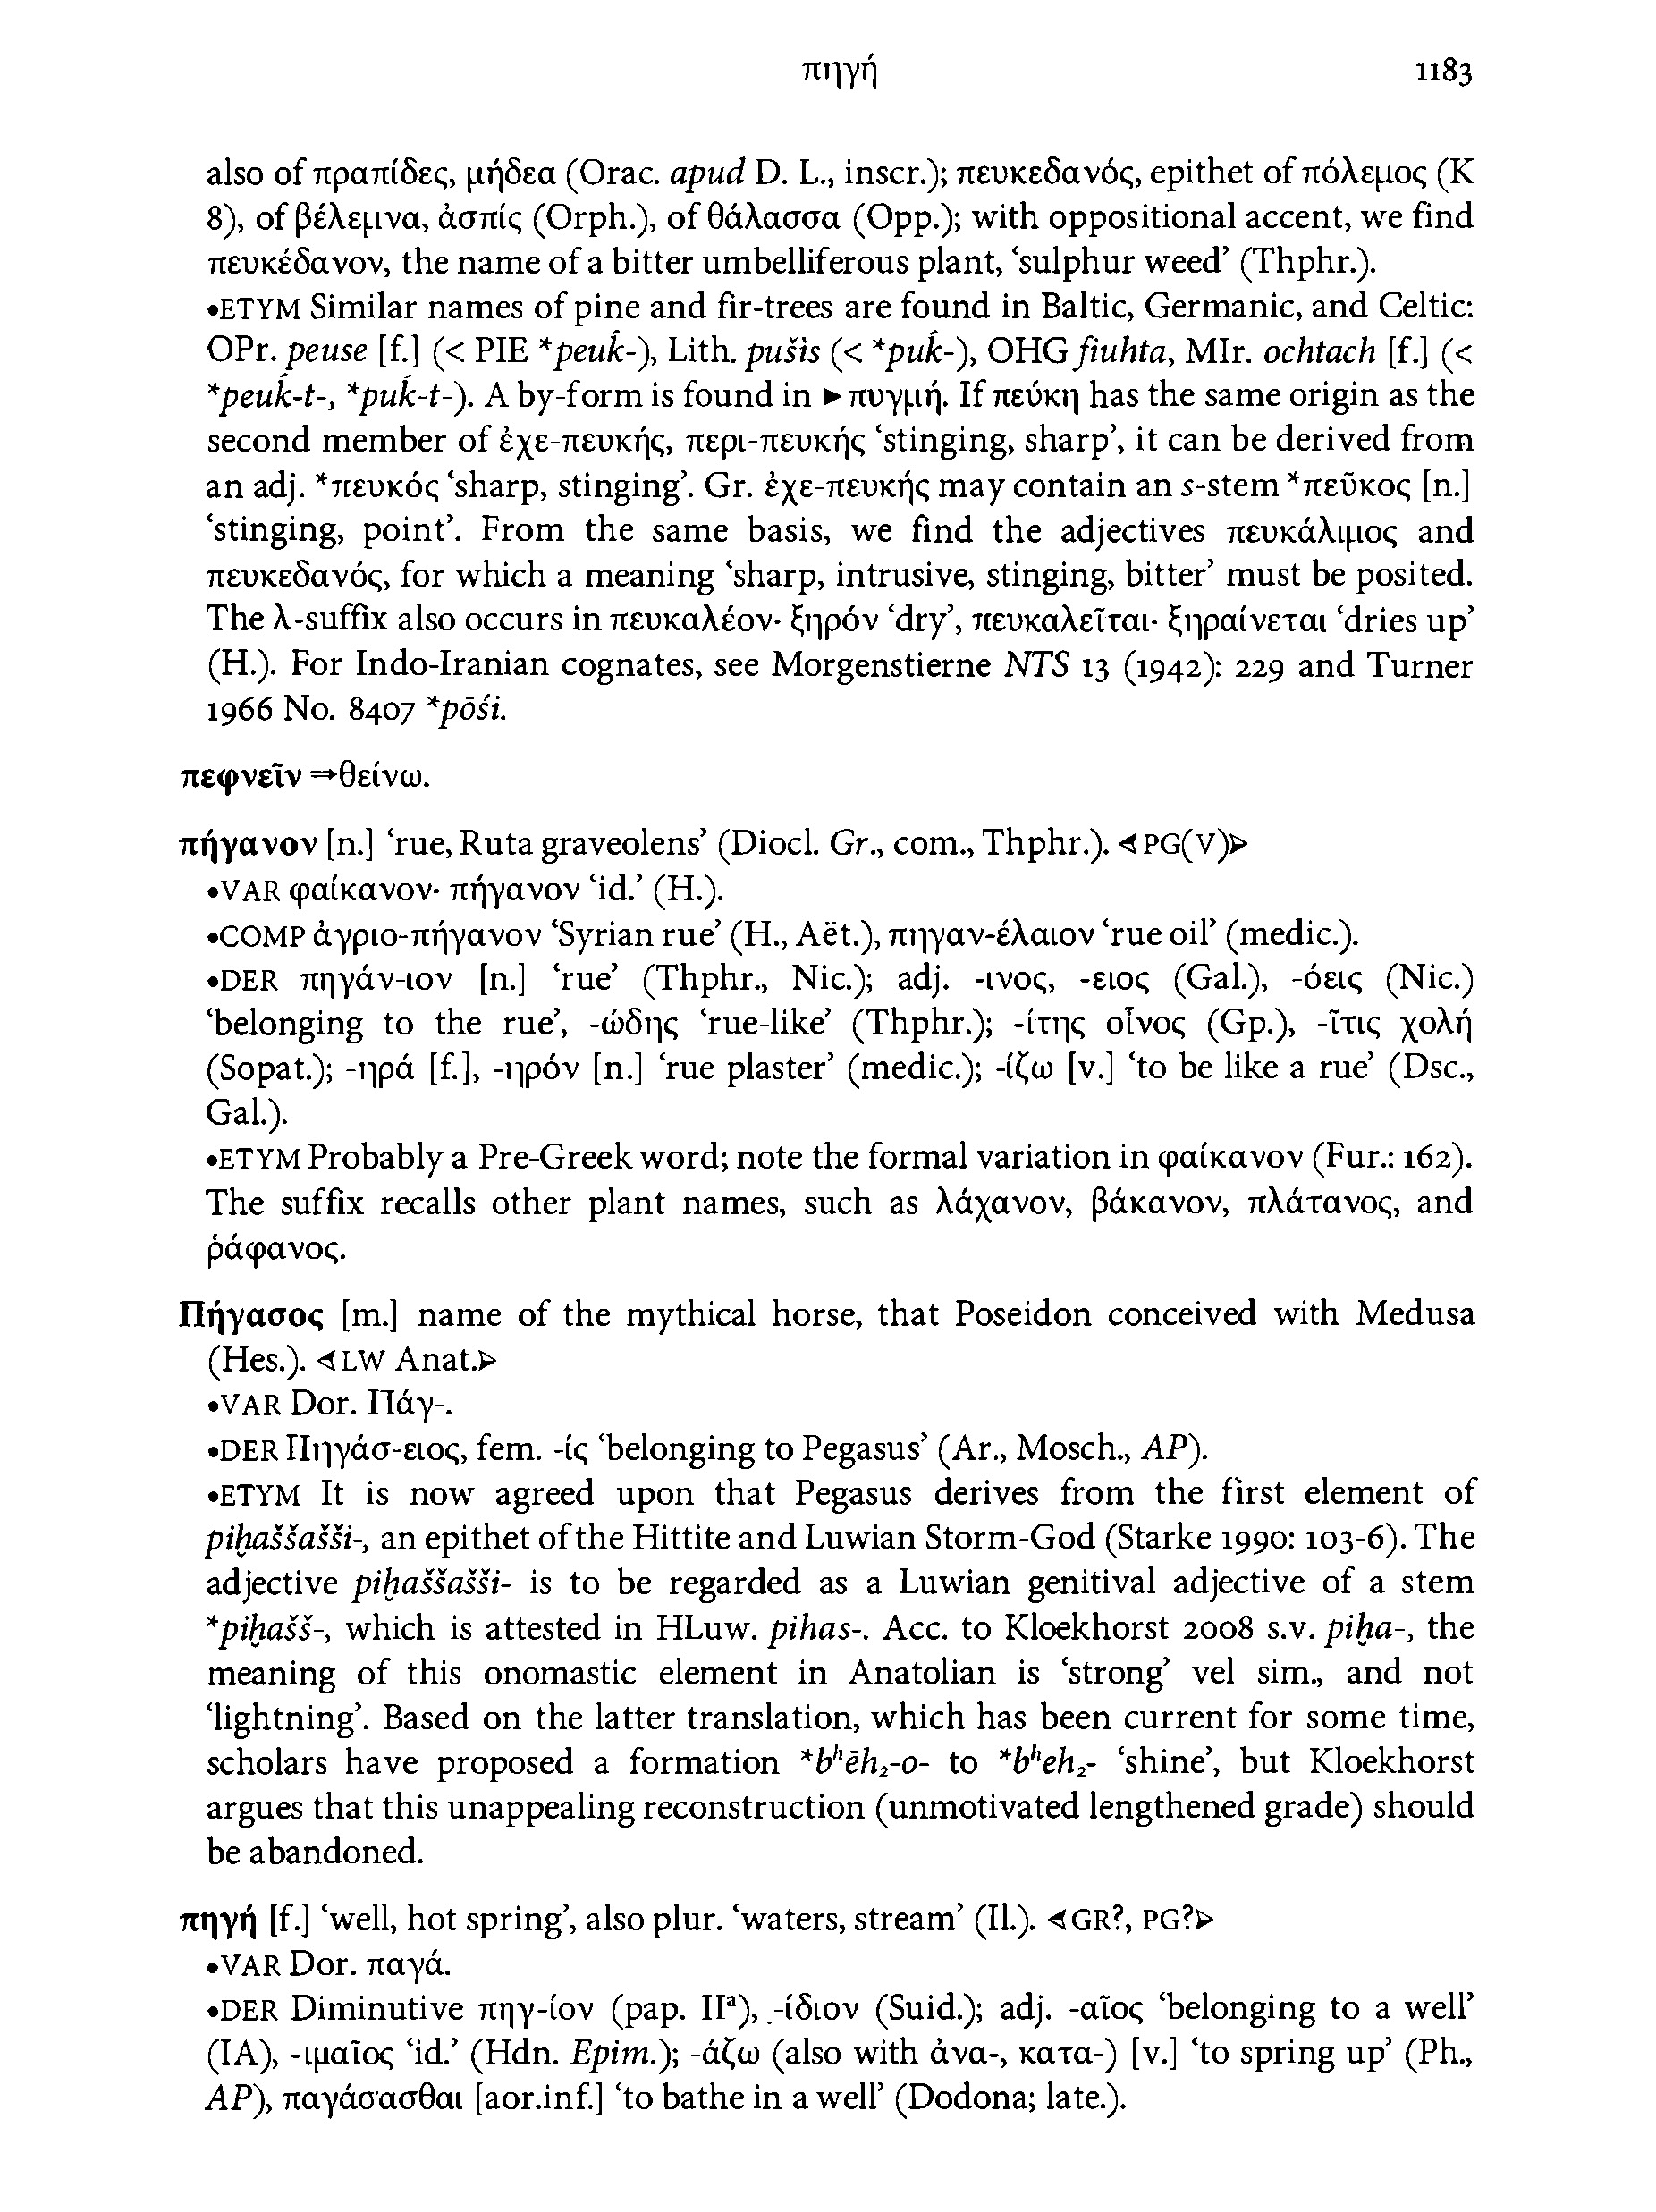 πηγή 1183
also of πραπίδες, μήδεα (Orac. apud D. L., inscr.); πευκεδανός, epithet of πόλεμος (K
8), of βέλεμνα, ἀσπίς (Orph.), of θάλασσα (Opp.); with oppositional accent, we find
πευκέδανον, the name of a bitter umbelliferous plant, ‘sulphur weed’ (Thphr.).
•ETYM Similar names of pine and fir-trees are found in Baltic, Germanic, and Celtic:
OPr. peuse [f.] (< PIE *peuḱ-), Lith. pušìs (< *puḱ-), OHG fiuhta, MIr. ochtach [f.] (<
*peuḱ-t-, *puḱ-t-). A by-form is found in ►πυγμή. If πεύκη has the same origin as the
second member of ἐχε-πευκής, περι-πευκής ‘stinging, sharp’, it can be derived from
an adj. *πευκός ‘sharp, stinging’. Gr. ἐχε-πευκής may contain an s-stem *πεῦκος [n.]
‘stinging, point’. From the same basis, we find the adjectives πευκάλιμος and
πευκεδανός, for which a meaning ‘sharp, intrusive, stinging, bitter’ must be posited.
The λ-suffix also occurs in πευκαλέον· ξηρόν ‘dry’, πευκαλεῖται· ξηραίνεται ‘dries up’
(H.). For Indo-Iranian cognates, see Morgenstierne NTS 13 (1942): 229 and Turner
1966 No. 8407 *pōśi.
πεφνεῖν ⇒θείνω.
πήγανον [n.] ‘rue, Ruta graveolens’ (Diocl. Gr., com., Thphr.). ◁PG(V)▷
•VAR φαίκανον· πήγανον ‘id.’ (H.).
•COMP ἀγριο-πήγανον ‘Syrian rue’ (H., Aët.), πηγαν-έλαιον ‘rue oil’ (medic.).
•DER πηγάν-ιον [n.] ‘rue’ (Thphr., Nic.); adj. -ινος, -ειος (Gal.), -όεις (Nic.)
‘belonging to the rue’, -ώδης ‘rue-like’ (Thphr.); -ίτης οἶνος (Gp.), -ῖτις χολή
(Sopat.); -ηρά [f.], -ηρόν [n.] ‘rue plaster’ (medic.); -ίζω [v.] ‘to be like a rue’ (Dsc.,
Gal.).
•ETYM Probably a Pre-Greek word; note the formal variation in φαίκανον (Fur.: 162).
The suffix recalls other plant names, such as λάχανον, βάκανον, πλάτανος, and
ῥάφανος.
Πήγασος [m.] name of the mythical horse, that Poseidon conceived with Medusa
(Hes.). ◁LW Anat.▷
•VAR Dor. Πάγ-.
•DER Πηγάσ-ειος, fem. -ίς ‘belonging to Pegasus’ (Ar., Mosch., AP).
•ETYM It is now agreed upon that Pegasus derives from the first element of
piḫaššašši-, an epithet of the Hittite and Luwian Storm-God (Starke 1990: 103-6). The
adjective piḫaššašši- is to be regarded as a Luwian genitival adjective of a stem
*piḫašš-, which is attested in HLuw. pihas-. Acc. to Kloekhorst 2008 s.v. piḫa-, the
meaning of this onomastic element in Anatolian is ‘strong’ vel sim., and not
‘lightning’. Based on the latter translation, which has been current for some time,
scholars have proposed a formation *bʰēh₂-o- to *bʰeh₂- ‘shine’, but Kloekhorst
argues that this unappealing reconstruction (unmotivated lengthened grade) should
be abandoned.
πηγή [f.] ‘well, hot spring’, also plur. ‘waters, stream’ (Il.). ◁GR?, PG?▷
•VAR Dor. παγά.
•DER Diminutive πηγ-ίον (pap. IIᵃ), -ίδιον (Suid.); adj. -αῖος ‘belonging to a well’
(IA), -ιμαῖος ‘id.’ (Hdn. Epim.); -άζω (also with ἀνα-, κατα-) [v.] ‘to spring up’ (Ph.,
AP), παγάσασθαι [aor.inf.] ‘to bathe in a well’ (Dodona; late.).